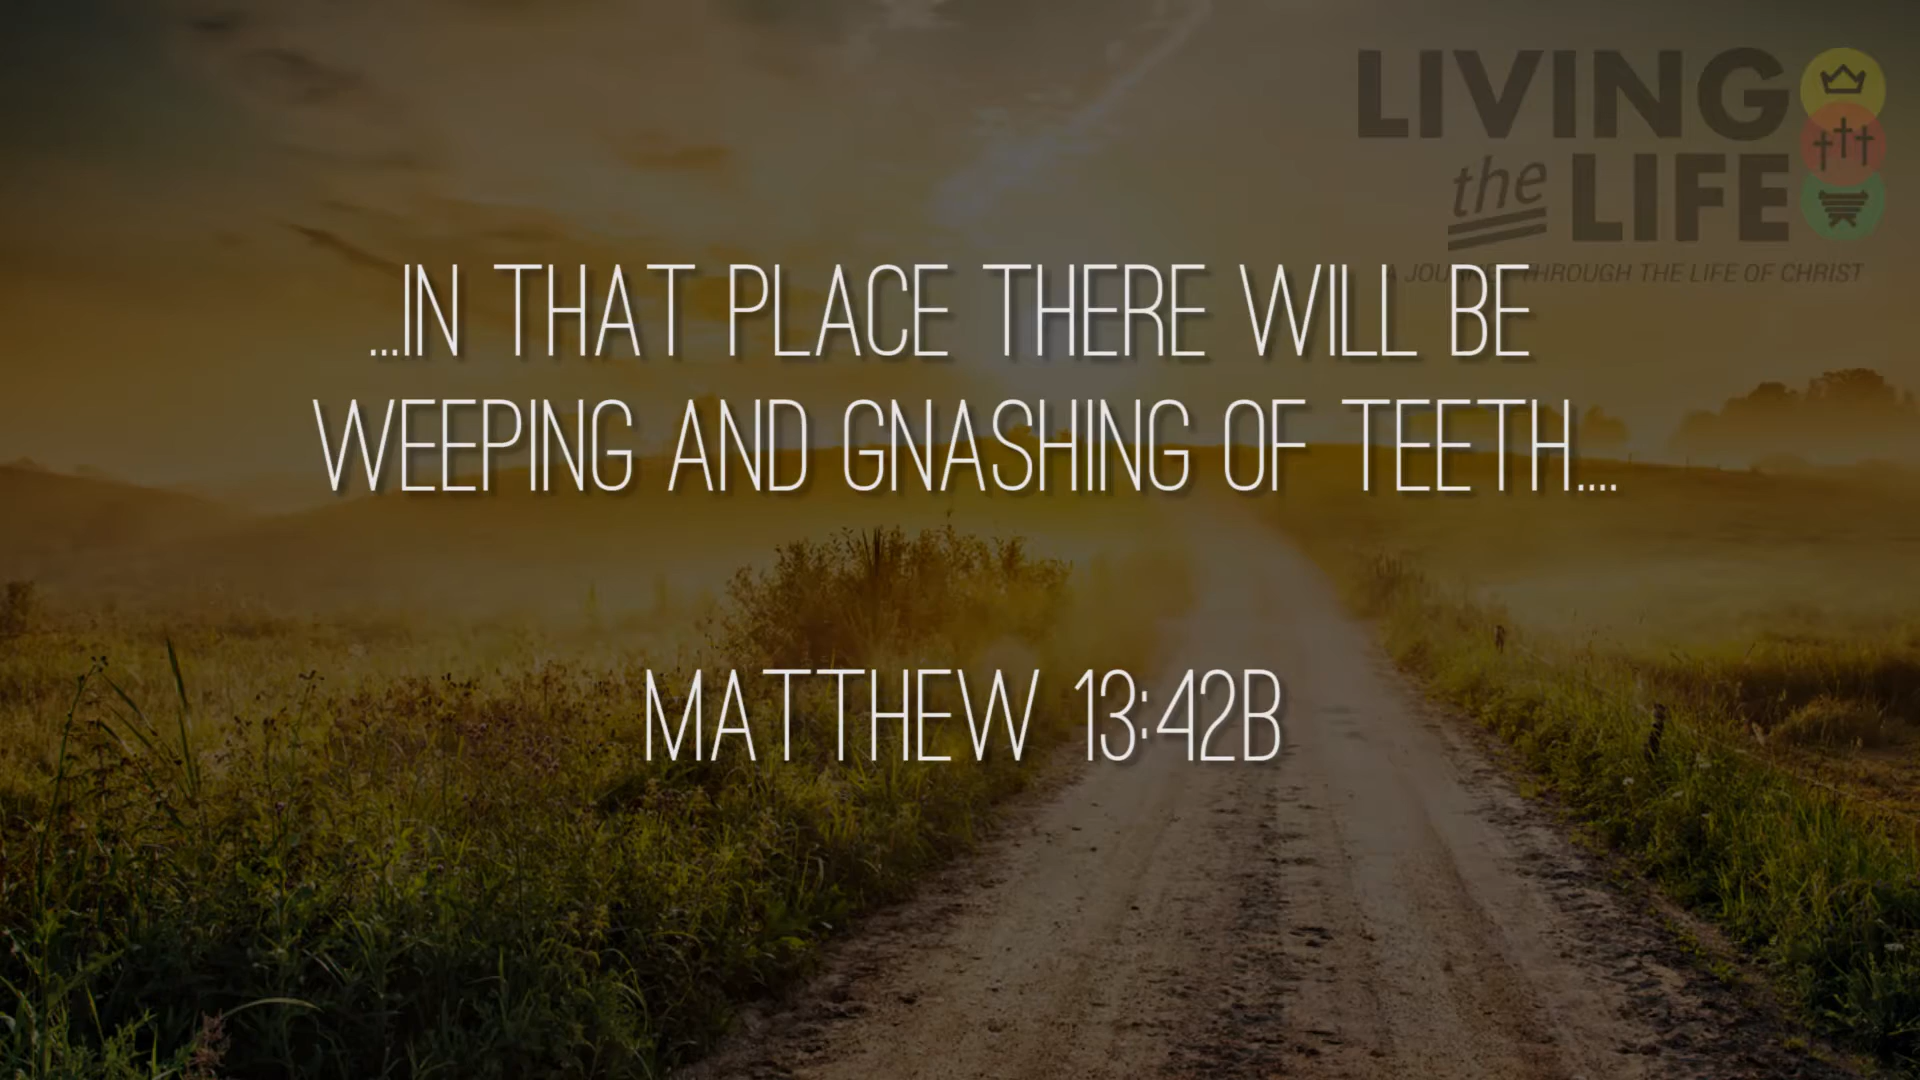 LIVING
the LIFE
A JOURNEY THROUGH THE LIFE OF CHRIST
...IN THAT PLACE THERE WILL BE
WEEPING AND GNASHING OF TEETH....
MATTHEW 13:42B